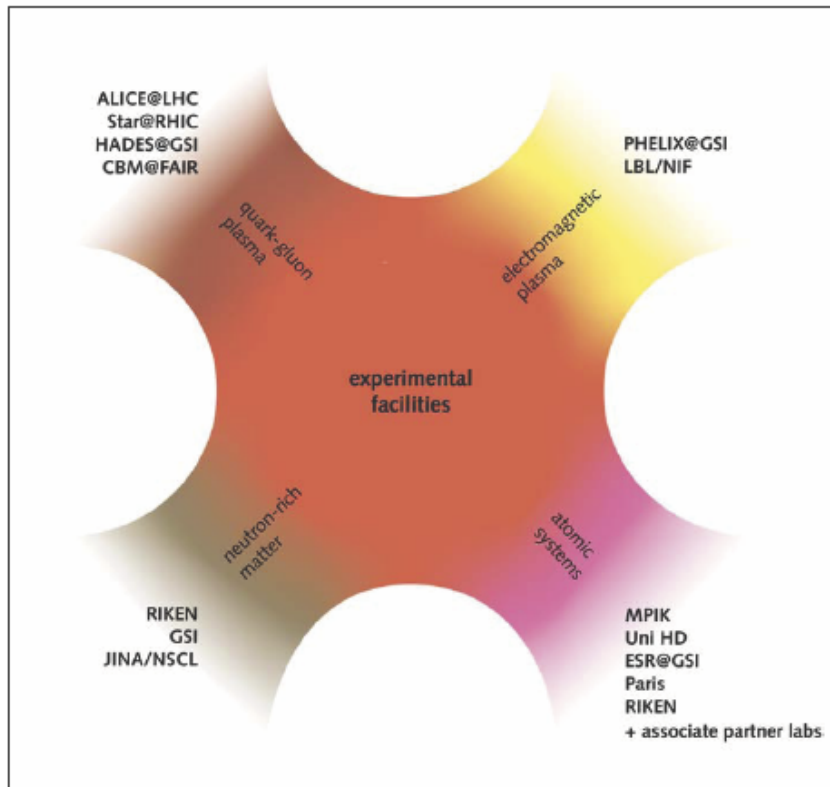 ALICE@LHC
Star@RHIC
HADES@GSI
CBM@FAIR
PHELIX@GSI
LBL/NIF
quark-gluon
plasma
electromagnetic
plasma
experimental
facilities
neutron-rich
matter
atomic
systems
RIKEN
GSI
JINA/NSCL
MPIK
Uni HD
ESR@GSI
Paris
RIKEN
+ associate partner labs